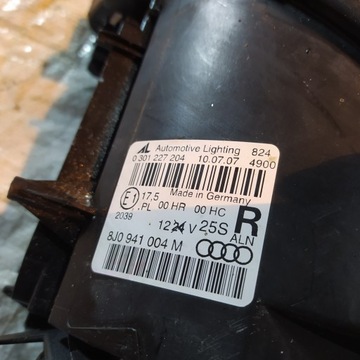 AL Automotive Lighting 824
0 301 227 204 10.07.07 4900
E1 17,5 Made in Germany
.PL 00 HR 00 HC R
2039 12 24 V 25S ALN
8J0 941 004 M